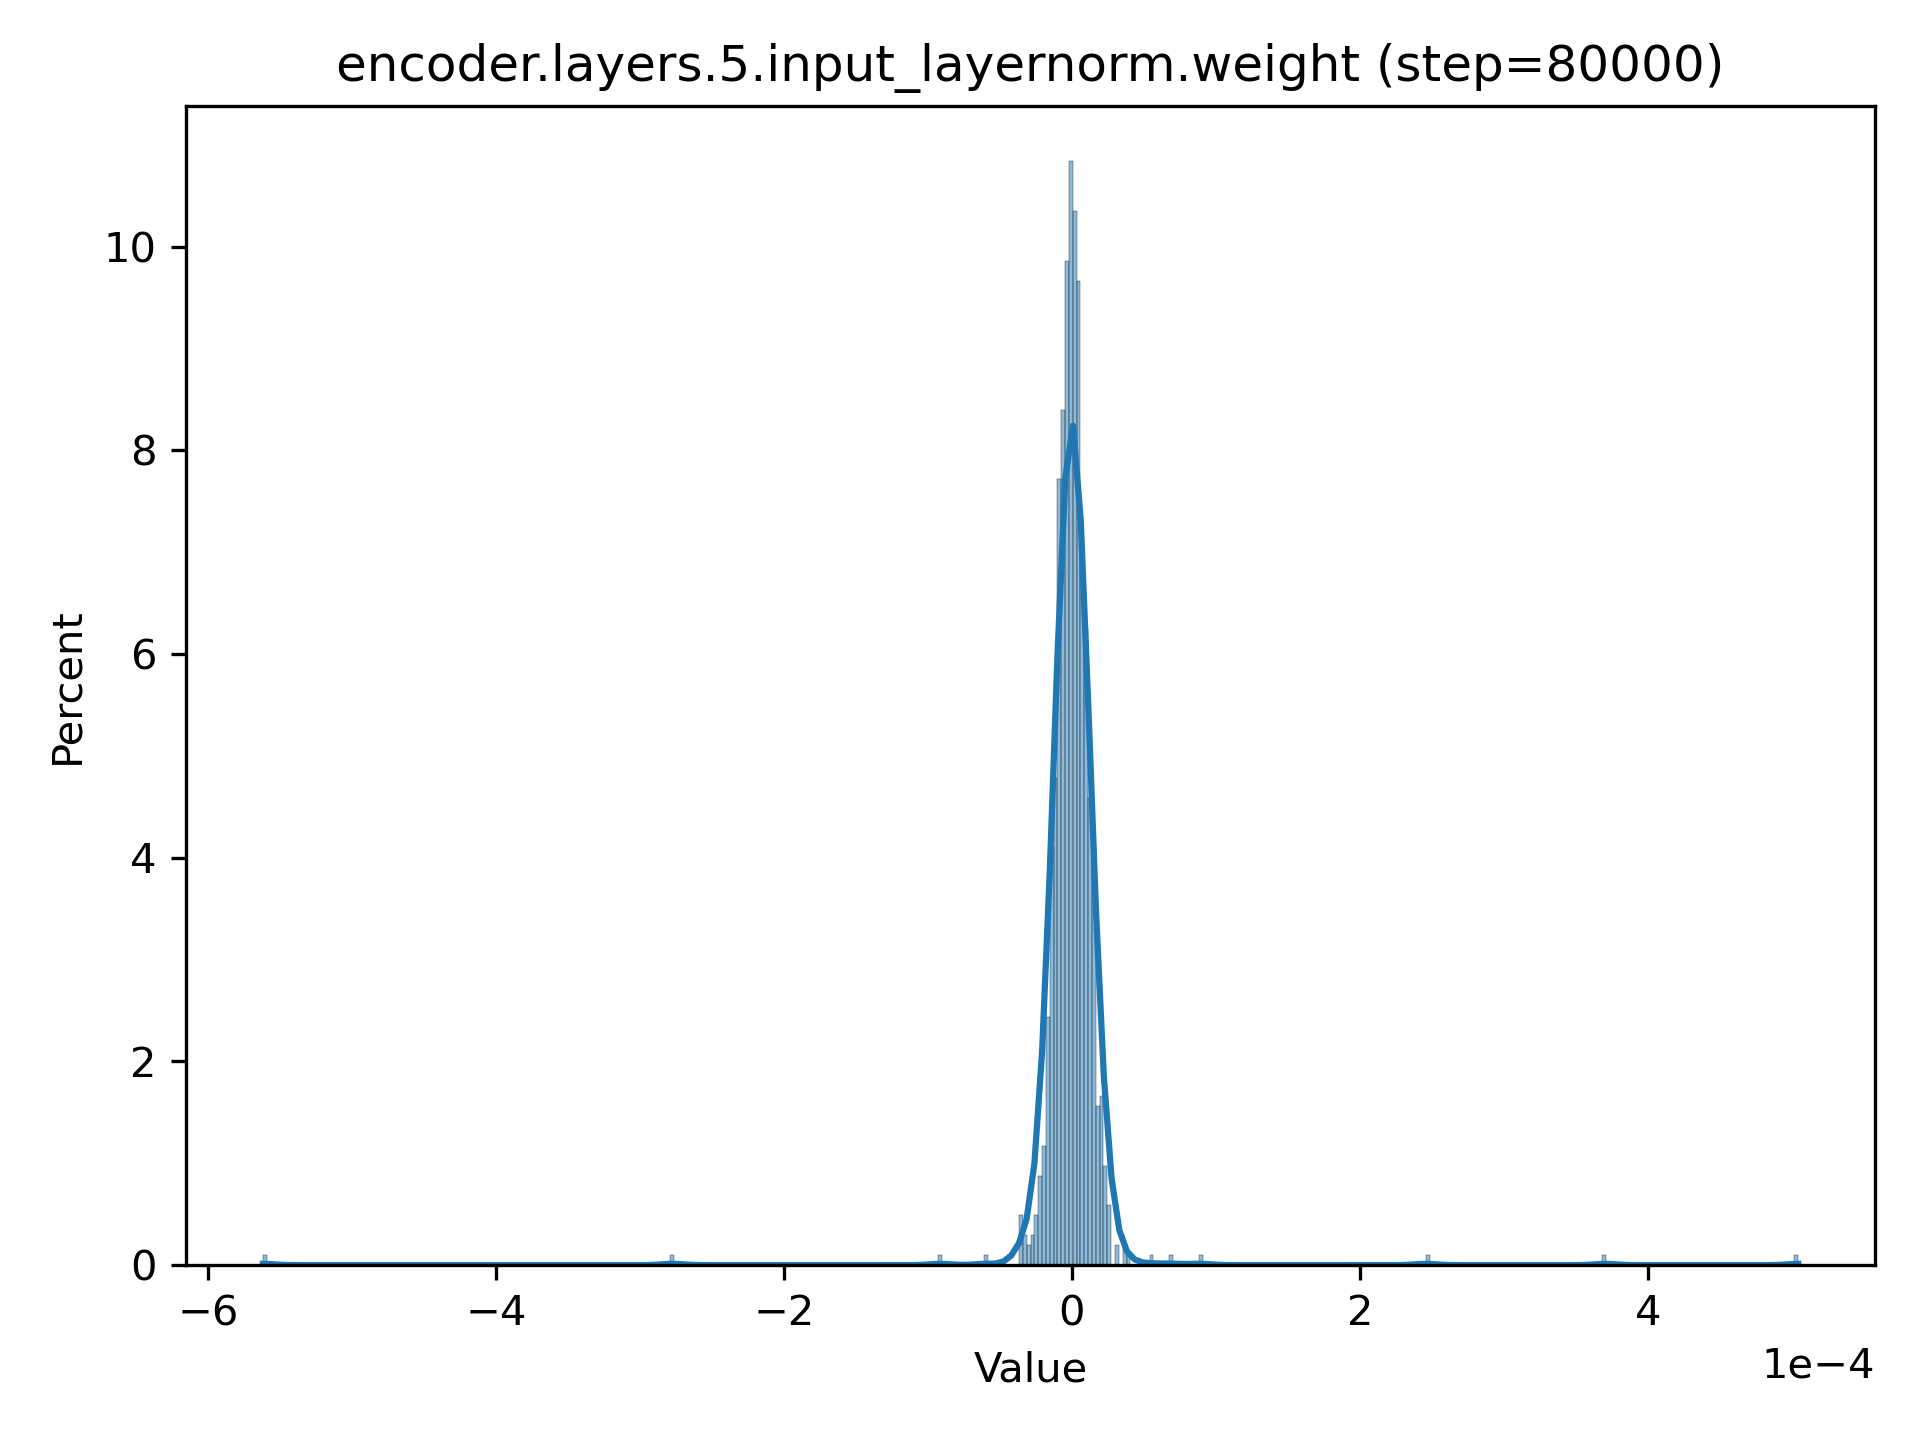 encoder.layers.5.input_layernorm.weight (step=80000)
Percent
10
8
6
4
2
0
−6 −4 −2 0 2 4
1e−4
Value